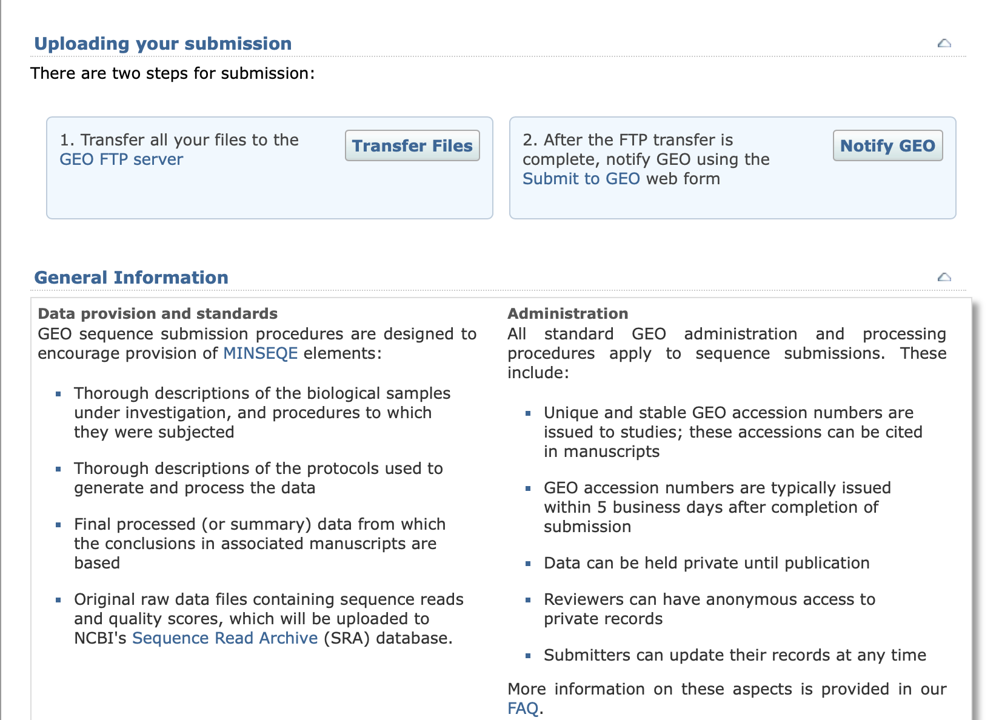 Uploading your submission
There are two steps for submission:
1. Transfer all your files to the
GEO FTP server
Transfer Files
2. After the FTP transfer is
complete, notify GEO using the
Submit to GEO web form
Notify GEO
General Information
Data provision and standards
GEO sequence submission procedures are designed to
encourage provision of MINSEQE elements:
Thorough descriptions of the biological samples
under investigation, and procedures to which
they were subjected
Thorough descriptions of the protocols used to
generate and process the data
Final processed (or summary) data from which
the conclusions in associated manuscripts are
based
Original raw data files containing sequence reads
and quality scores, which will be uploaded to
NCBI's Sequence Read Archive (SRA) database.
Administration
All standard GEO administration and processing
procedures apply to sequence submissions. These
include:
Unique and stable GEO accession numbers are
issued to studies; these accessions can be cited
in manuscripts
GEO accession numbers are typically issued
within 5 business days after completion of
submission
Data can be held private until publication
Reviewers can have anonymous access to
private records
Submitters can update their records at any time
More information on these aspects is provided in our
FAQ.